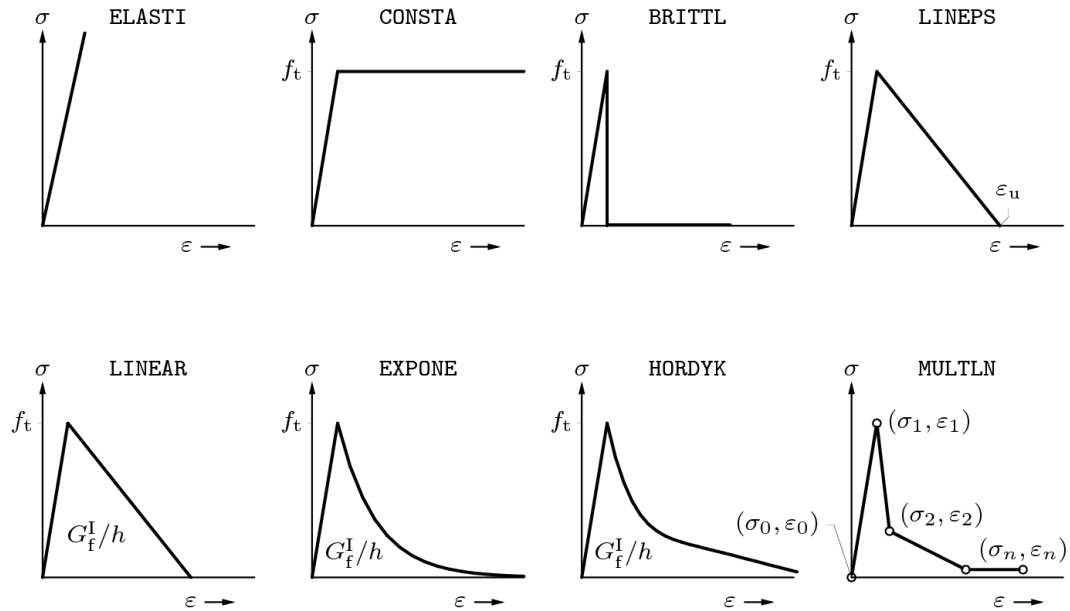 σ ELASTI σ CONSTA σ BRITTL σ LINEPS
f_t f_t f_t
ε_u
ε → ε → ε → ε →
σ LINEAR σ EXPONE σ HORDYK σ MULTLN
f_t f_t f_t (σ_1, ε_1)
(σ_0, ε_0) (σ_2, ε_2)
G_f^I/h G_f^I/h G_f^I/h (σ_n, ε_n)
ε → ε → ε → ε →